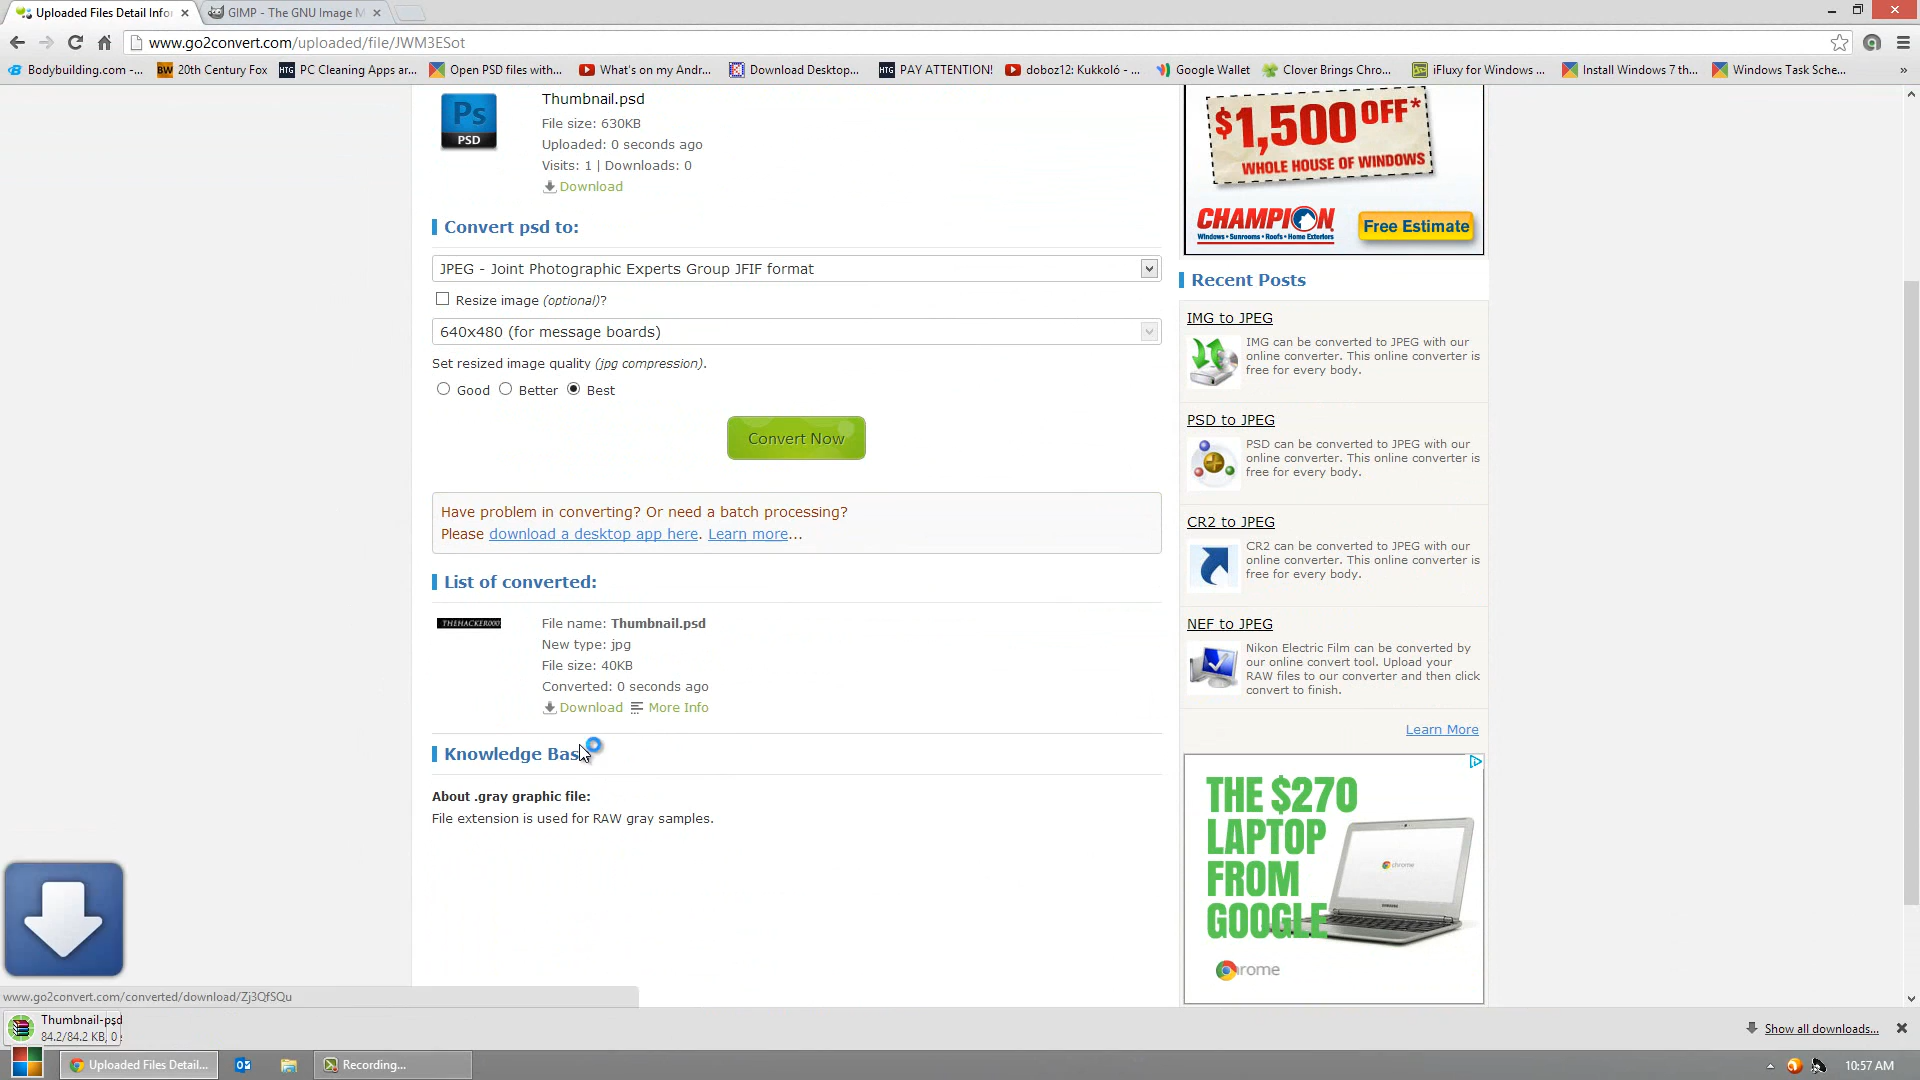 Uploaded Files Detail Info
GIMP - The GNU Image M
www.go2convert.com/uploaded/file/JWM3ESot
Bodybuilding.com -...
BW 20th Century Fox
HTG PC Cleaning Apps ar...
Open PSD files with...
What's on my Andr...
Download Desktop...
HTG PAY ATTENTION!
doboz12: Kukkoló - ...
Google Wallet
Clover Brings Chro...
iFluxy for Windows ...
Install Windows 7 th...
Windows Task Sche...
»
Ps
PSD
Thumbnail.psd
File size: 630KB
Uploaded: 0 seconds ago
Visits: 1 | Downloads: 0
Download
Convert psd to:
JPEG - Joint Photographic Experts Group JFIF format
Resize image (optional)?
640x480 (for message boards)
Set resized image quality (jpg compression).
Good Better Best
Convert Now
Have problem in converting? Or need a batch processing?
Please download a desktop app here. Learn more...
List of converted:
THEHACKER000
File name: Thumbnail.psd
New type: jpg
File size: 40KB
Converted: 0 seconds ago
Download More Info
Knowledge Bas
About .gray graphic file:
File extension is used for RAW gray samples.
$1,500 OFF*
WHOLE HOUSE OF WINDOWS
CHAMPION
Windows • Sunrooms • Roofs • Home Exteriors
Free Estimate
Recent Posts
IMG to JPEG
IMG can be converted to JPEG with our
online converter. This online converter is
free for every body.
PSD to JPEG
PSD can be converted to JPEG with our
online converter. This online converter is
free for every body.
CR2 to JPEG
CR2 can be converted to JPEG with our
online converter. This online converter is
free for every body.
NEF to JPEG
Nikon Electric Film can be converted by
our online convert tool. Upload your
RAW files to our converter and then click
convert to finish.
Learn More
THE $270
LAPTOP
FROM
GOOGLE
chrome
chrome
www.go2convert.com/converted/download/Zj3QfSQu
Thumbnail-psd
84.2/84.2 KB, 0 s
Show all downloads...
Uploaded Files Detail...
Recording...
10:57 AM